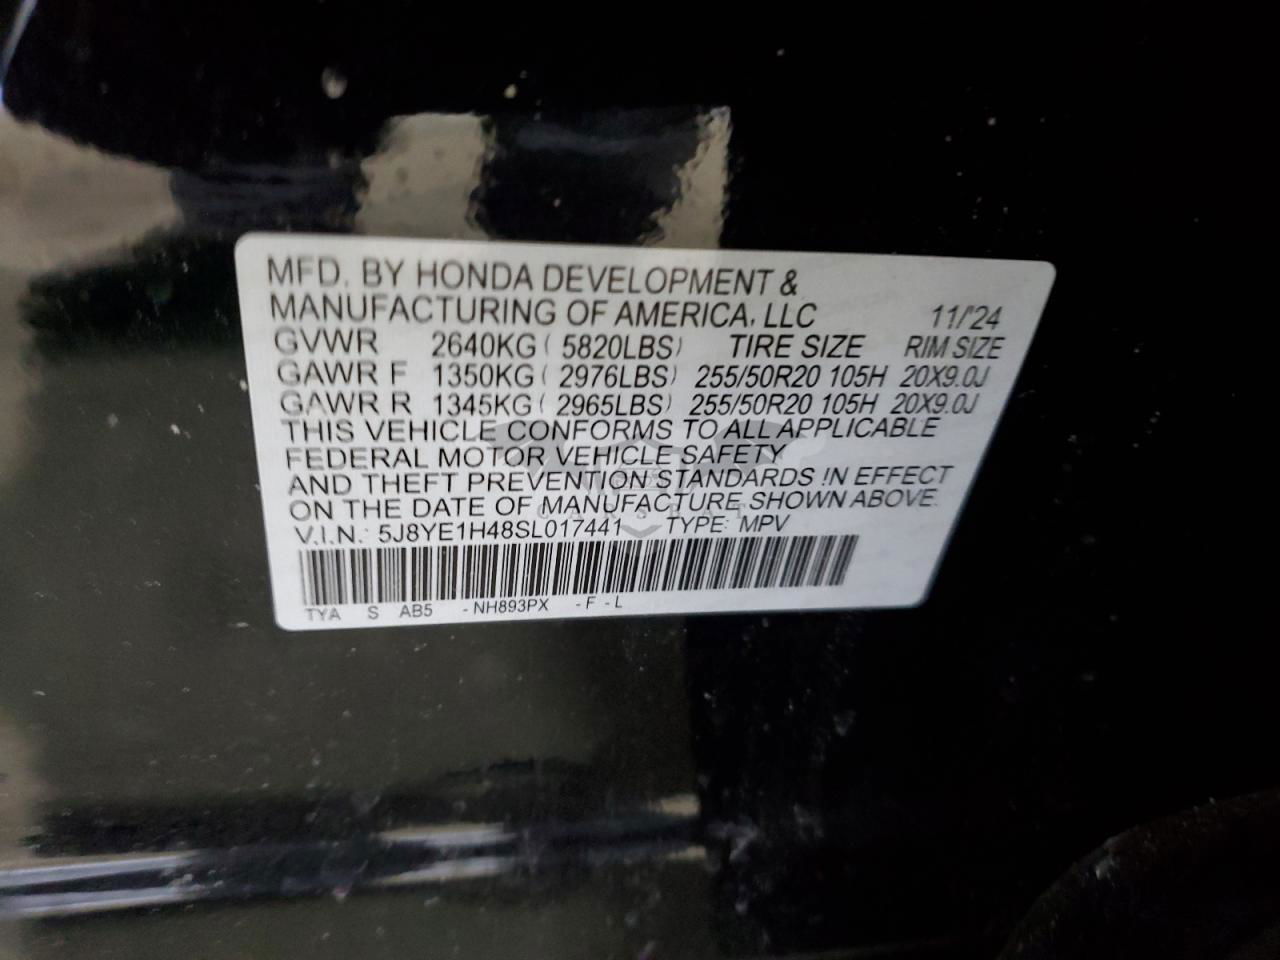 MFD. BY HONDA DEVELOPMENT &
MANUFACTURING OF AMERICA, LLC 11/'24
GVWR 2640KG ( 5820LBS) TIRE SIZE RIM SIZE
GAWR F 1350KG ( 2976LBS) 255/50R20 105H 20X9.0J
GAWR R 1345KG ( 2965LBS) 255/50R20 105H 20X9.0J
THIS VEHICLE CONFORMS TO ALL APPLICABLE
FEDERAL MOTOR VEHICLE SAFETY
AND THEFT PREVENTION STANDARDS IN EFFECT
ON THE DATE OF MANUFACTURE SHOWN ABOVE.
CARSBAT
V.I.N.: 5J8YE1H48SL017441 TYPE: MPV
TYA S AB5 - NH893PX - F - L